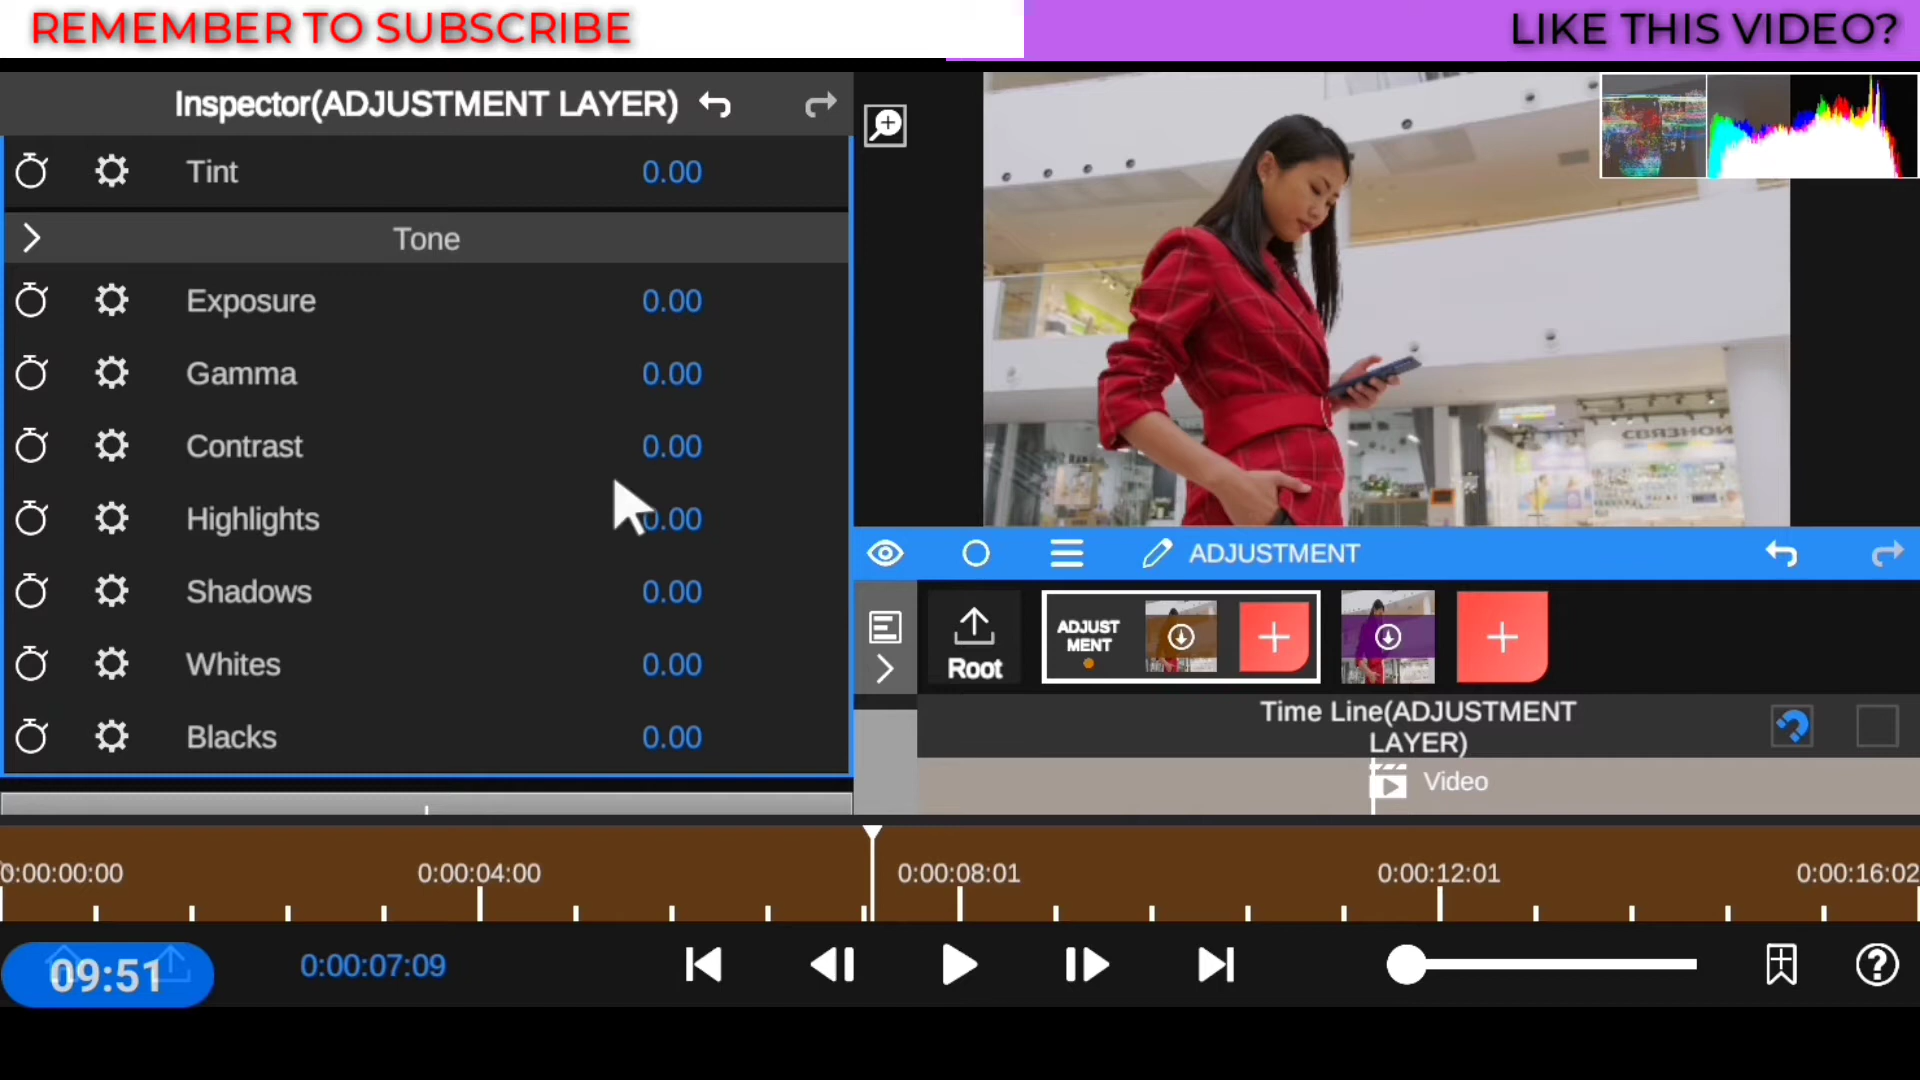 REMEMBER TO SUBSCRIBE
LIKE THIS VIDEO?
Inspector(ADJUSTMENT LAYER)
Tint 0.00
Tone
Exposure 0.00
Gamma 0.00
Contrast 0.00
Highlights 0.00
Shadows 0.00
Whites 0.00
Blacks 0.00
ADJUSTMENT
Root
ADJUST
MENT
Time Line(ADJUSTMENT
LAYER)
Video
0:00:00:00 0:00:04:00 0:00:08:01 0:00:12:01 0:00:16:02
09:51
0:00:07:09